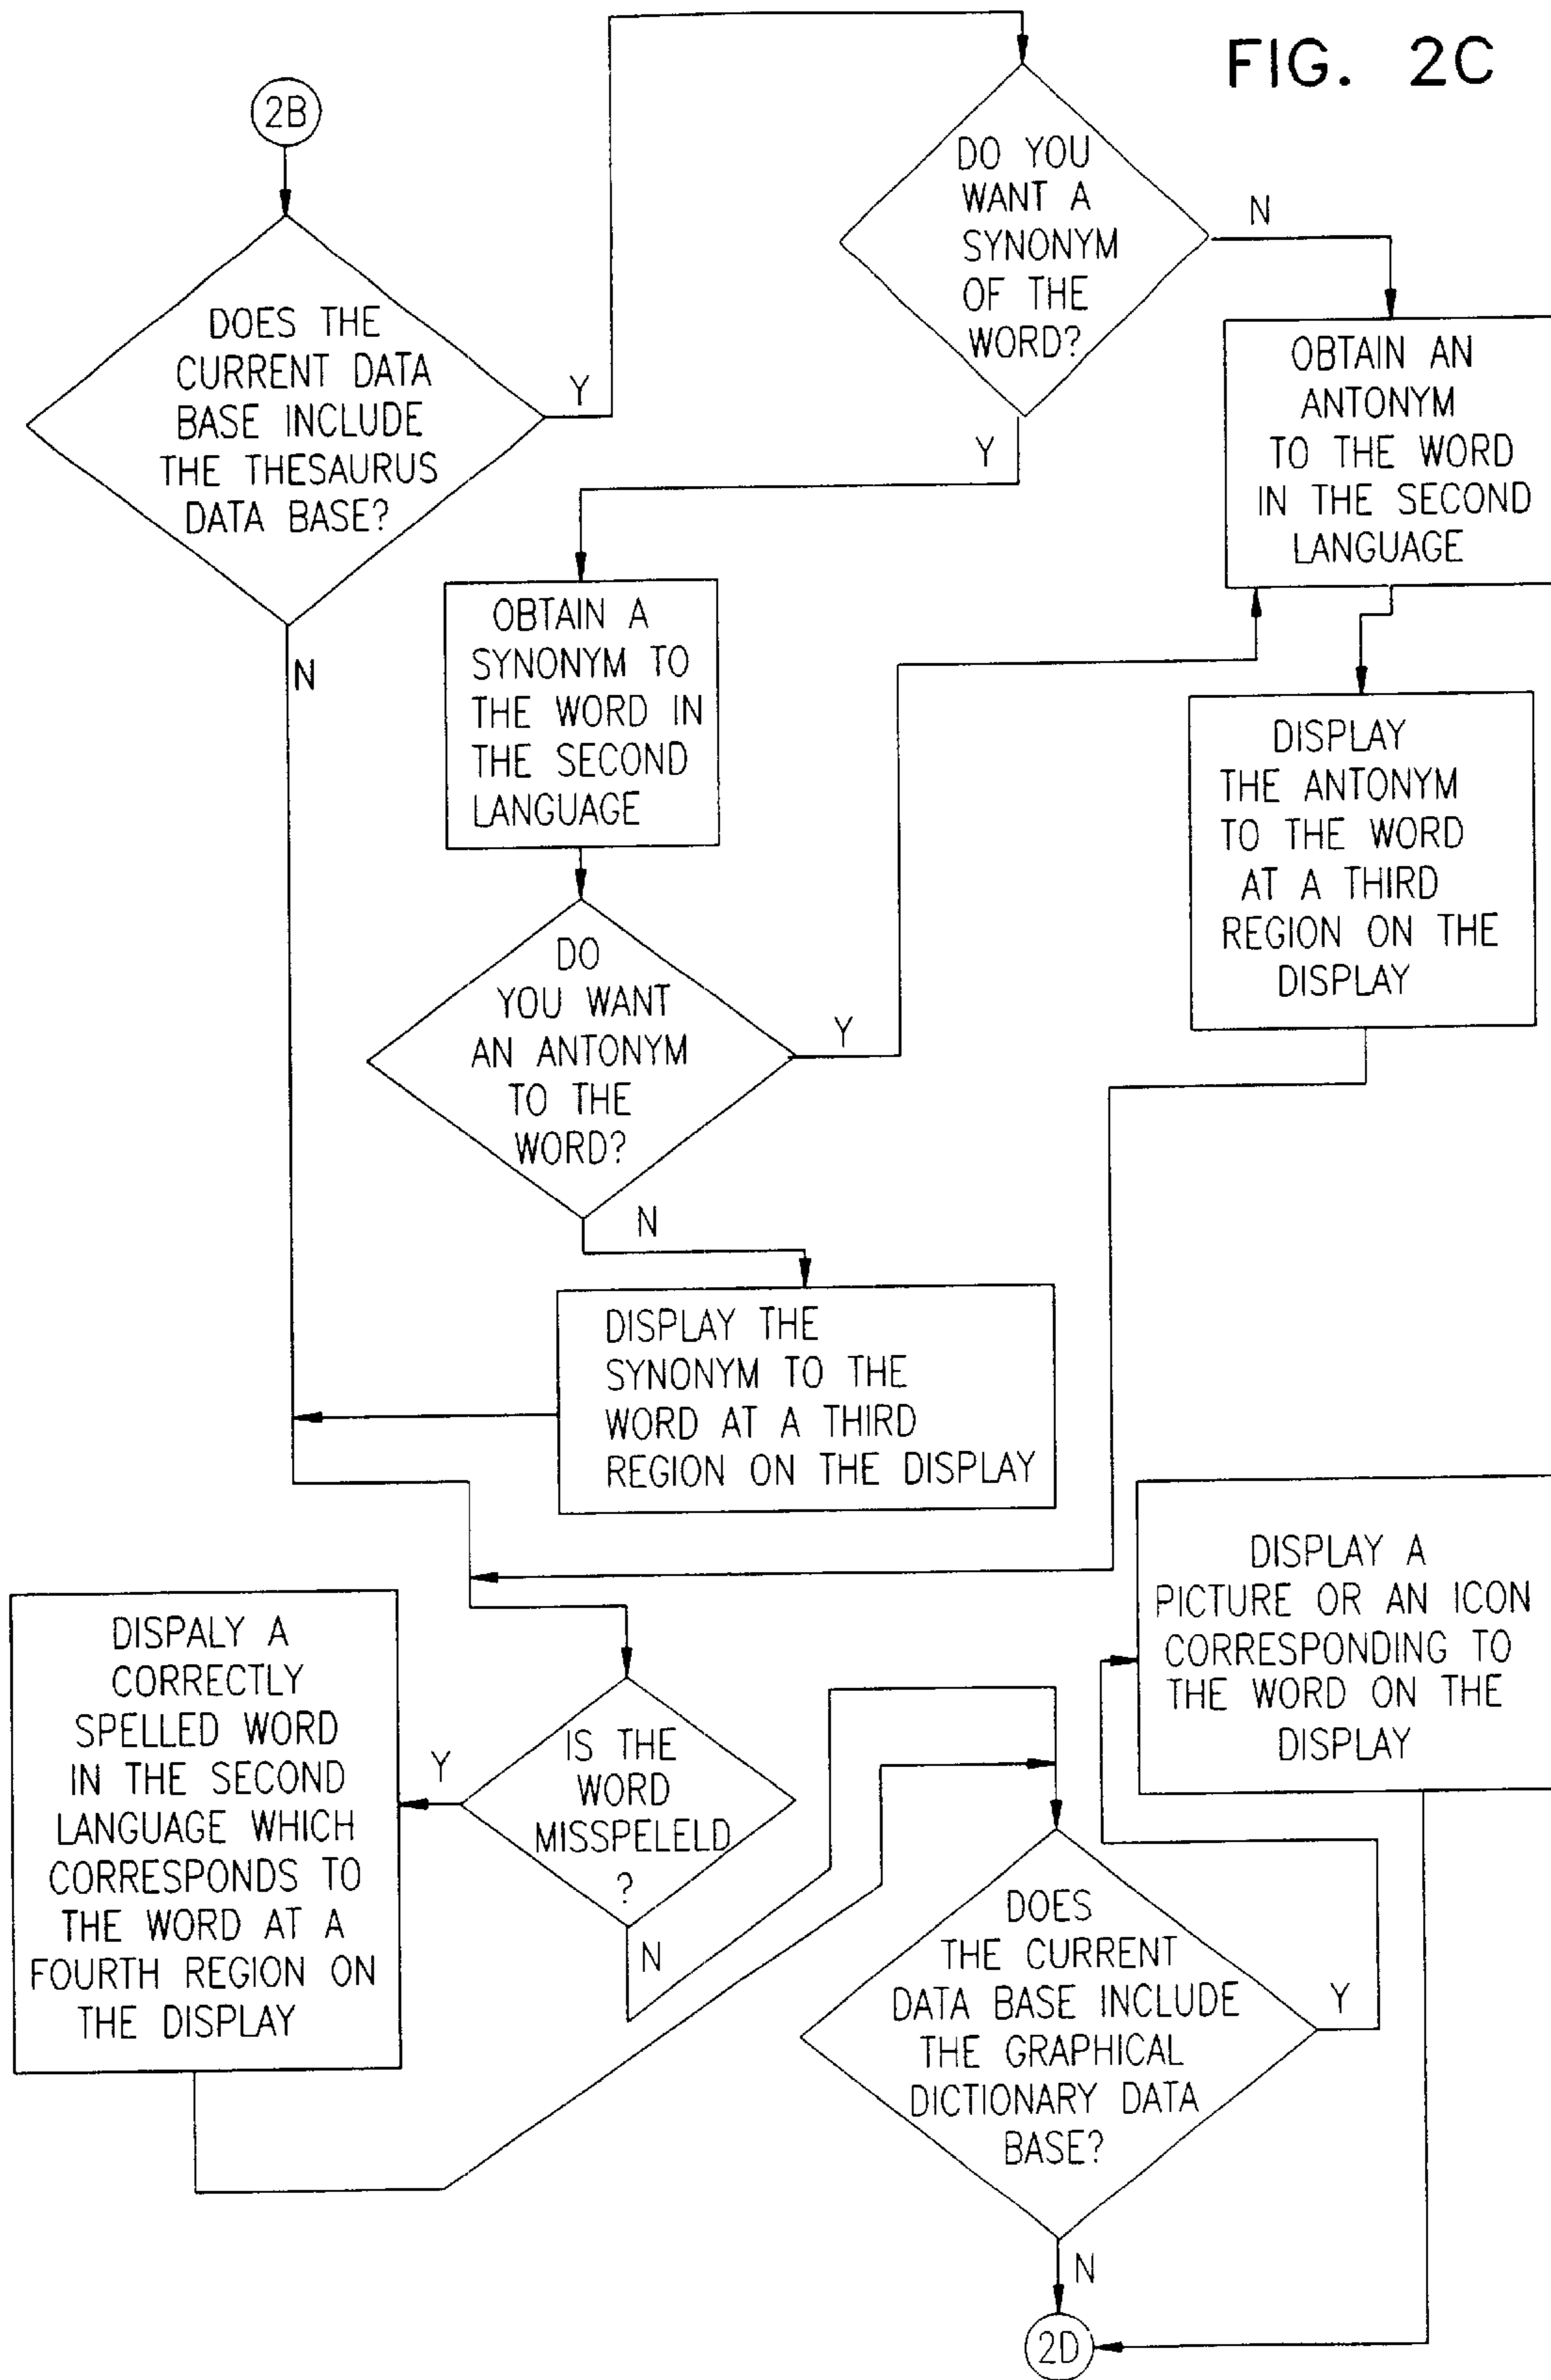 FIG. 2C
2B
DO YOU
WANT A
SYNONYM
OF THE
WORD?
N
Y
DOES THE
CURRENT DATA
BASE INCLUDE
THE THESAURUS
DATA BASE?
Y
N
OBTAIN AN
ANTONYM
TO THE WORD
IN THE SECOND
LANGUAGE
OBTAIN A
SYNONYM TO
THE WORD IN
THE SECOND
LANGUAGE
DISPLAY
THE ANTONYM
TO THE WORD
AT A THIRD
REGION ON THE
DISPLAY
DO
YOU WANT
AN ANTONYM
TO THE
WORD?
Y
N
DISPLAY THE
SYNONYM TO THE
WORD AT A THIRD
REGION ON THE DISPLAY
DISPLAY A
PICTURE OR AN ICON
CORRESPONDING TO
THE WORD ON THE
DISPLAY
DISPALY A
CORRECTLY
SPELLED WORD
IN THE SECOND
LANGUAGE WHICH
CORRESPONDS TO
THE WORD AT A
FOURTH REGION ON
THE DISPLAY
Y
IS THE
WORD
MISSPELELD
?
N
DOES
THE CURRENT
DATA BASE INCLUDE
THE GRAPHICAL
DICTIONARY DATA
BASE?
Y
N
2D